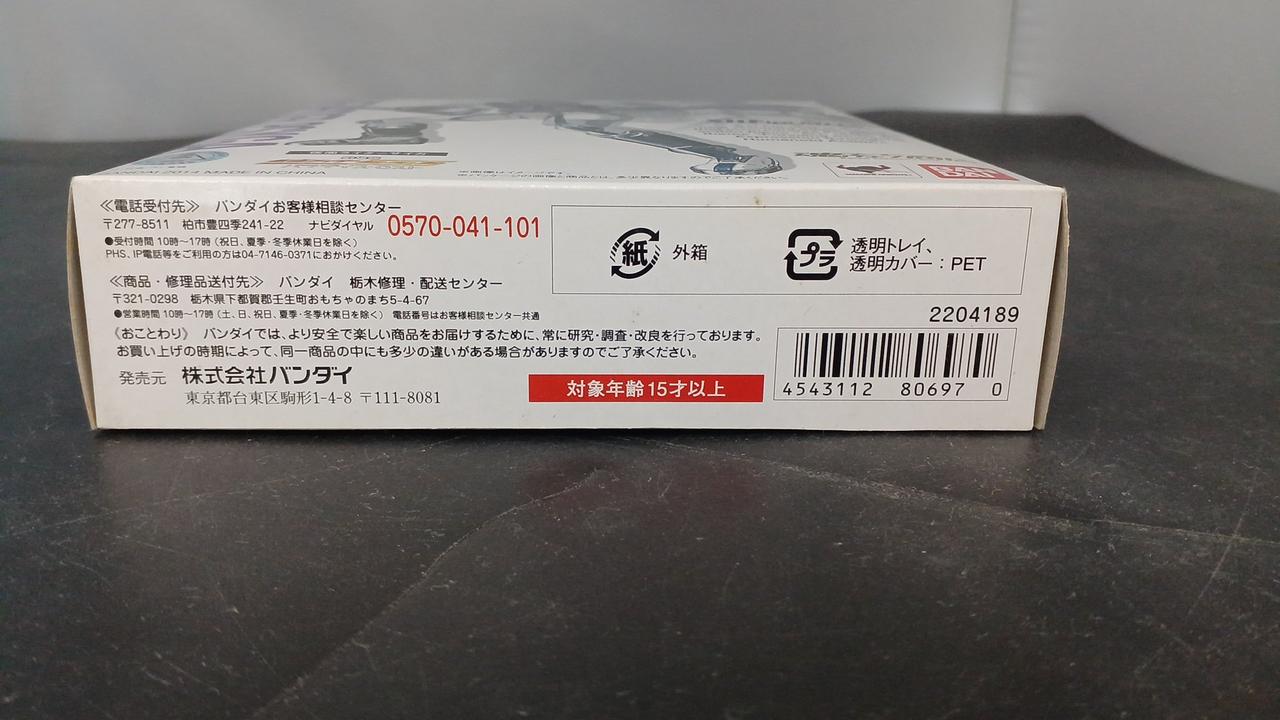 BANDAI 2014 MADE IN CHINA
≪電話受付先≫ バンダイお客様相談センター
〒277-8511 柏市豊四季241-22 ナビダイヤル 0570-041-101
●受付時間 10時〜17時(祝日、夏季・冬季休業日を除く)
PHS、IP電話等をご利用の方は04-7146-0371におかけください。
≪商品・修理品送付先≫ バンダイ 栃木修理・配送センター
〒321-0298 栃木県下都賀郡壬生町おもちゃのまち5-4-67
●営業時間 10時〜17時(土、日、祝日、夏季・冬季休業日を除く) 電話番号はお客様相談センター共通
《おことわり》 バンダイでは、より安全で楽しい商品をお届けするために、常に研究・調査・改良を行っております。
お買い上げの時期によって、同一商品の中にも多少の違いがある場合がありますのでご了承ください。
発売元 株式会社バンダイ
東京都台東区駒形1-4-8 〒111-8081
対象年齢15才以上
紙 外箱
プラ 透明トレイ、
透明カバー：PET
2204189
4543112 80697 0